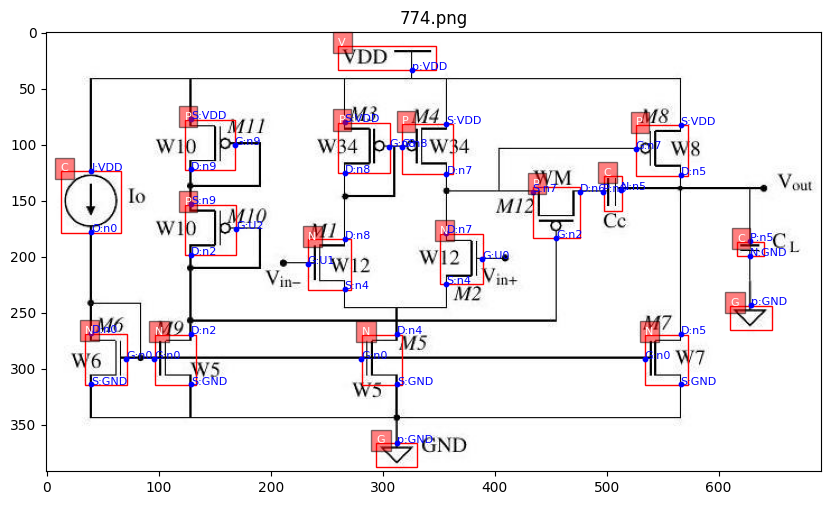 774.png
0
50
100
150
200
250
300
350
0
100
200
300
400
500
600
V
VDD
p:VDD
P
S:VDD
M11
W10
G:n9
D:n9
P
S:VDD
M3
W34
D:n8
P
M4
S:VDD
G:n8
W34
D:n7
P
M8
S:VDD
G:n7
W8
D:n5
C
I:VDD
Io
D:n0
P
S:n9
M10
W10
G:U2
D:n2
N
M1
D:n8
G:U1
W12
Vin−
S:n4
N
D:n7
W12
G:U0
Vin+
S:n4
M2
P
WM
S:n7
M12
G:n2
C
N:n5
Cc
Vout
C
P:n5
N:GND
CL
G
p:GND
N
M6
D:n0
G:n0
W6
S:GND
N
M9
D:n2
G:n0
W5
S:GND
N
D:n4
M5
G:n0
W5
S:GND
N
M7
D:n5
G:n0
W7
S:GND
G
p:GND
GND